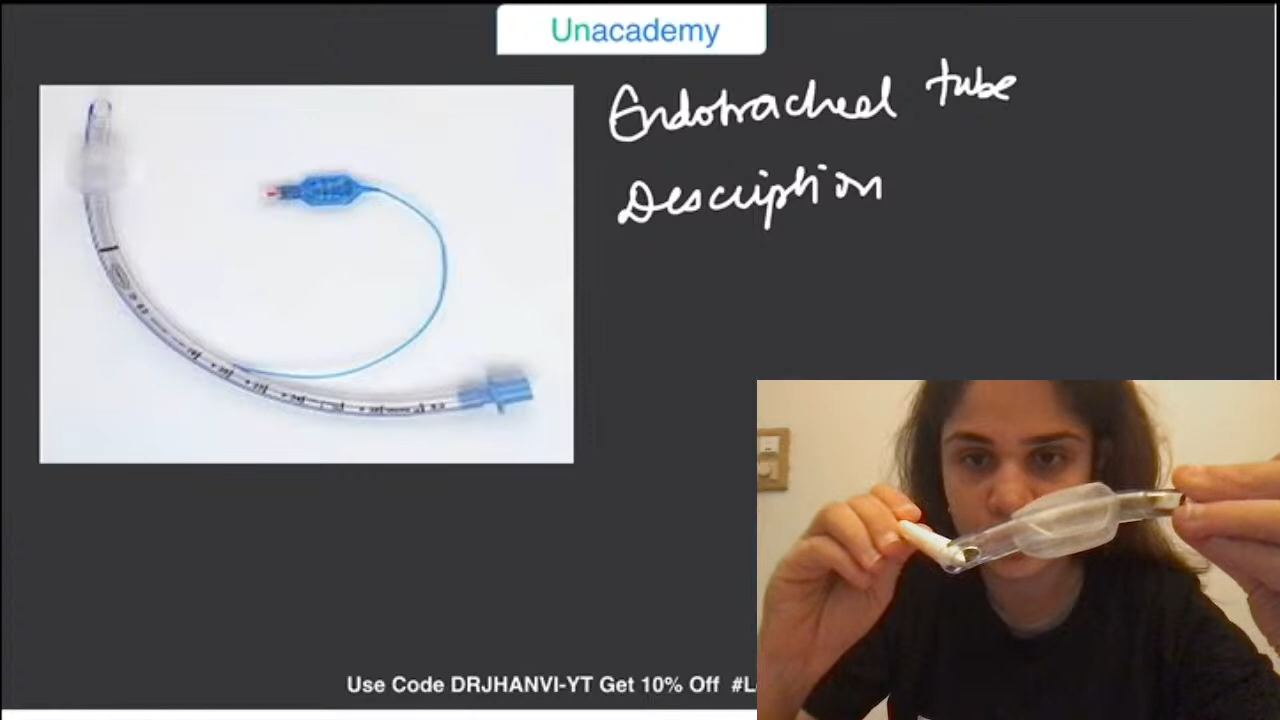 Unacademy
Endotracheal tube
Description
Use Code DRJHANVI-YT Get 10% Off #L